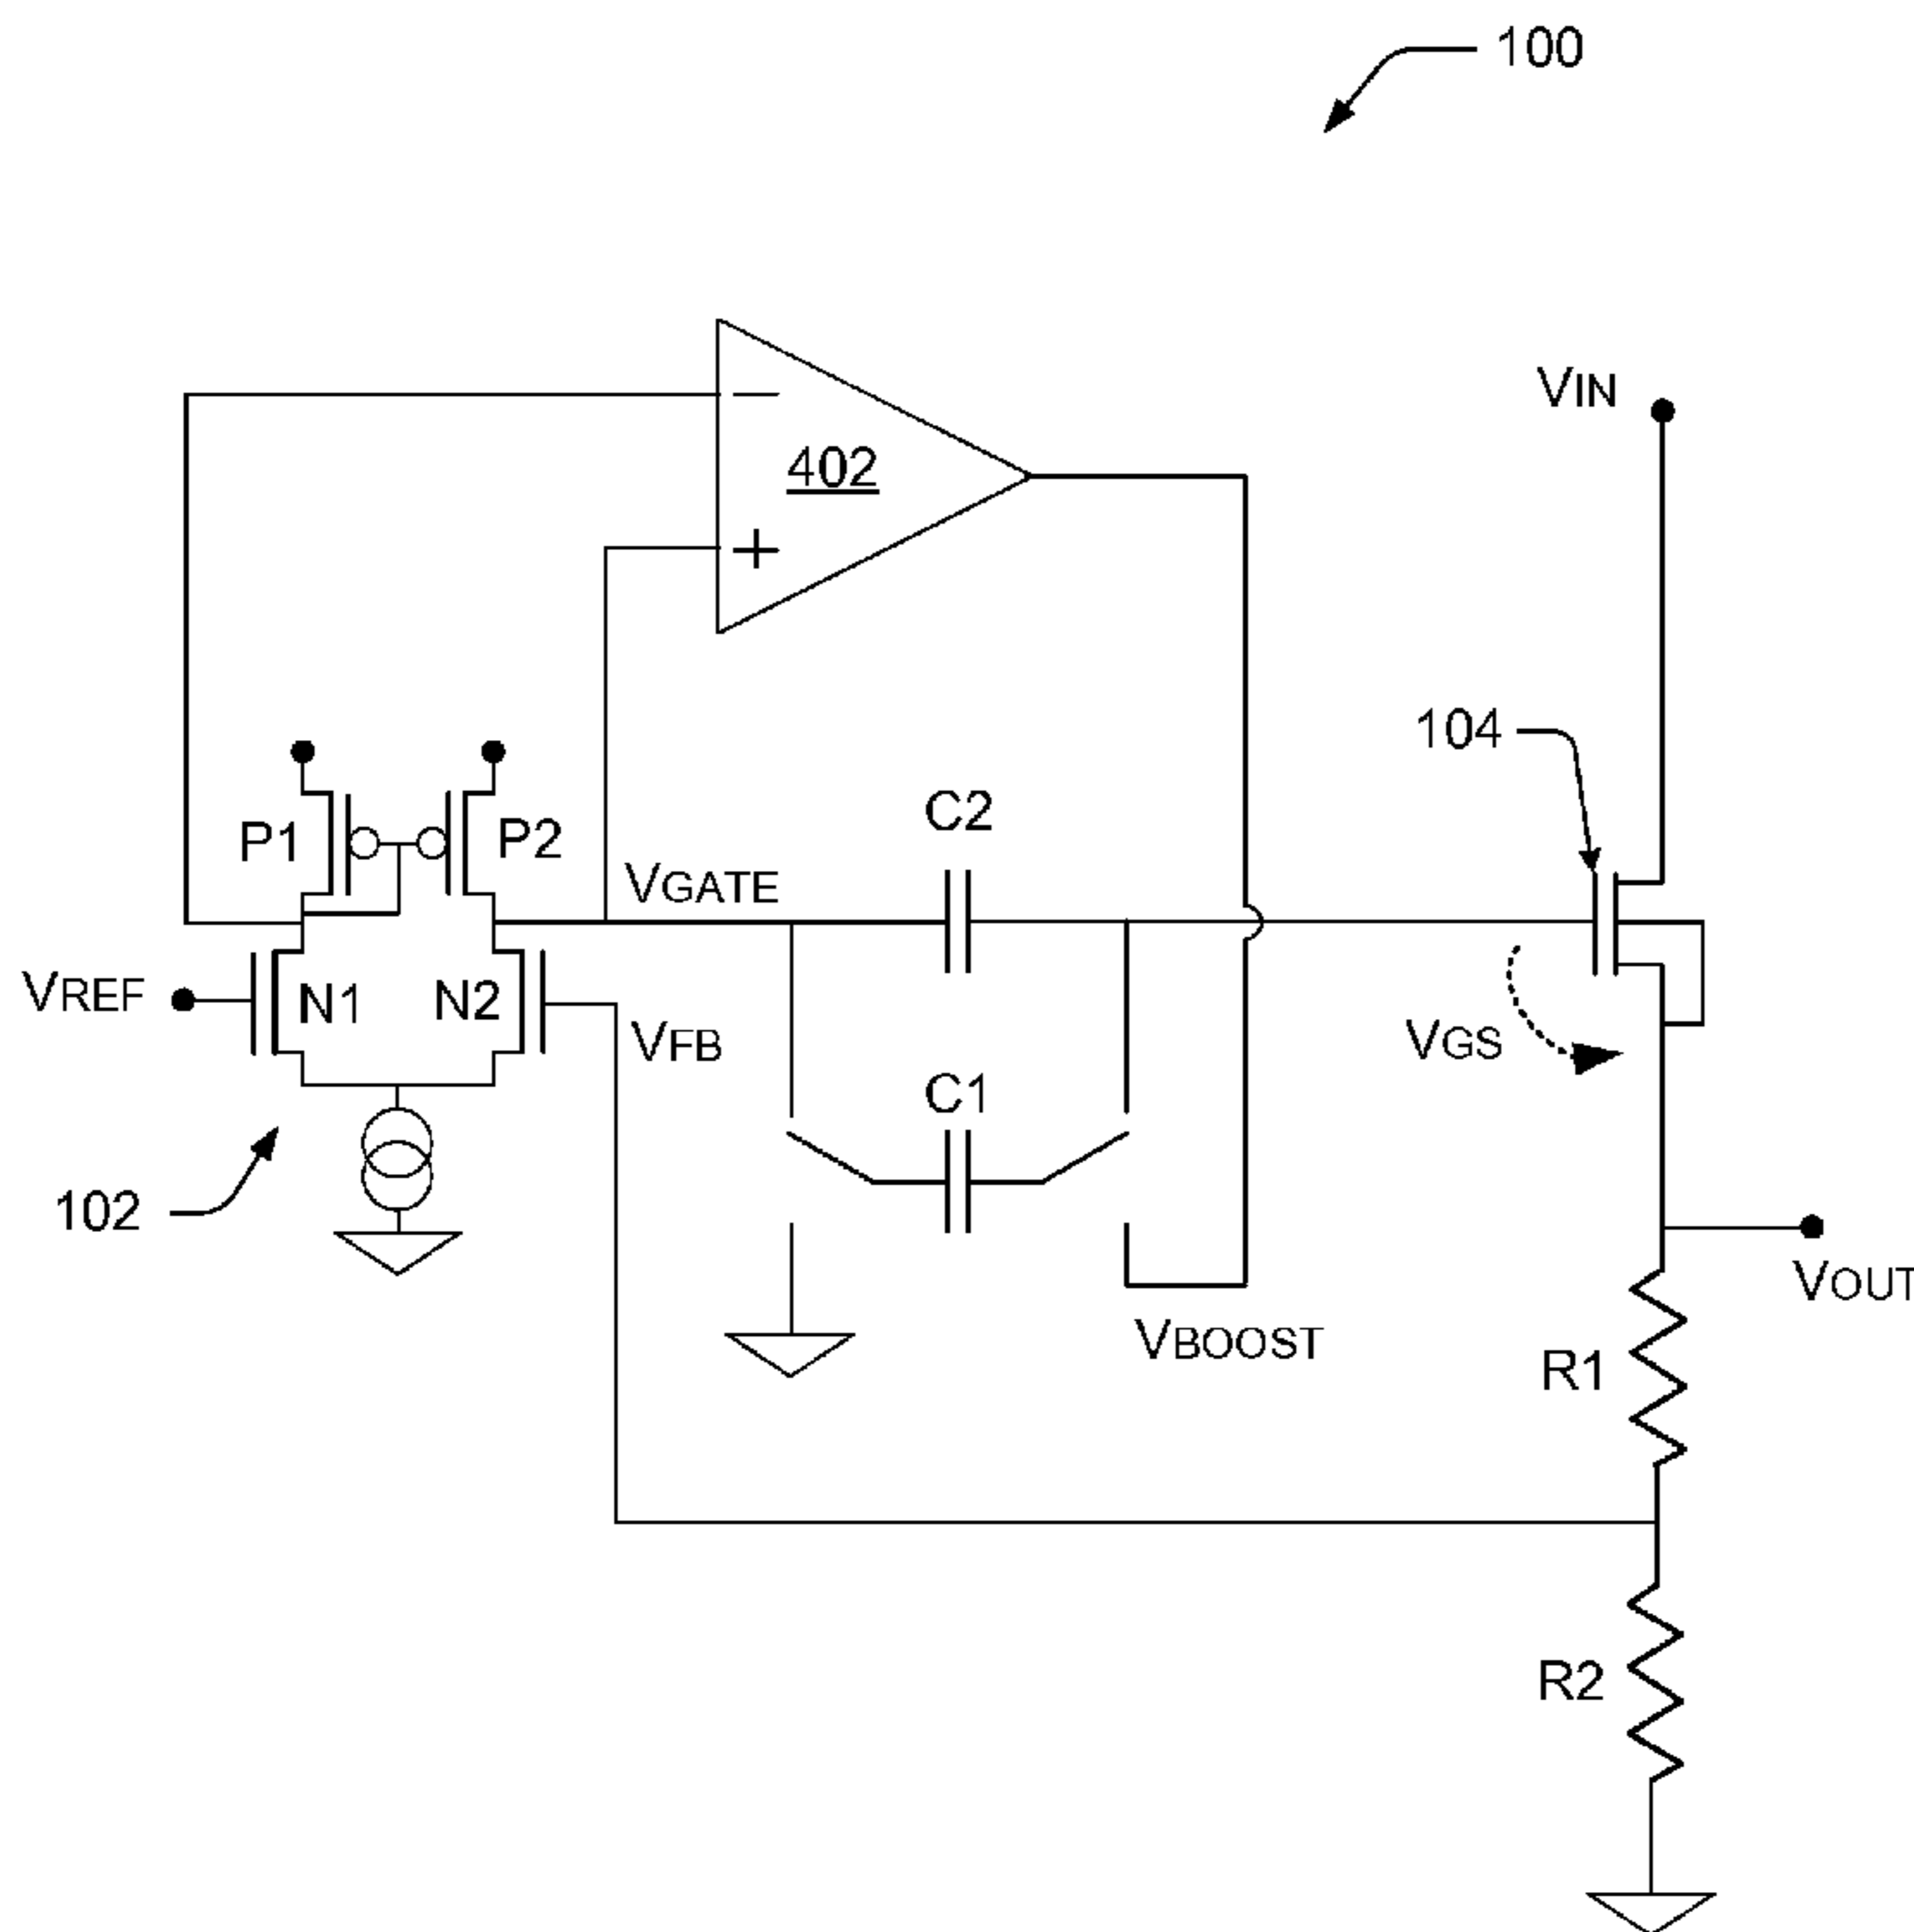 100
VIN
−
402
+
104
C2
P1
P2
VGATE
VREF
N1
N2
VFB
VGS
C1
102
VOUT
VBOOST
R1
R2